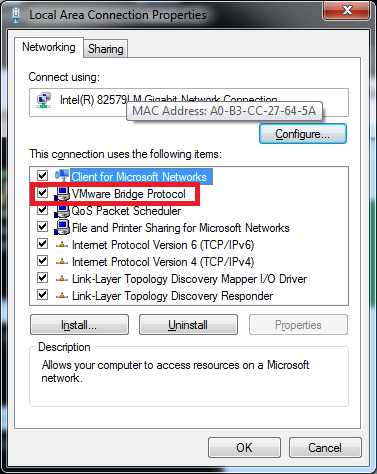 Local Area Connection Properties
Networking
Sharing
Connect using:
Intel(R) 82579LM Gigabit Network Connection
MAC Address: A0-B3-CC-27-64-5A
Configure...
This connection uses the following items:
Client for Microsoft Networks
VMware Bridge Protocol
QoS Packet Scheduler
File and Printer Sharing for Microsoft Networks
Internet Protocol Version 6 (TCP/IPv6)
Internet Protocol Version 4 (TCP/IPv4)
Link-Layer Topology Discovery Mapper I/O Driver
Link-Layer Topology Discovery Responder
Install...
Uninstall
Properties
Description
Allows your computer to access resources on a Microsoft
network.
OK
Cancel